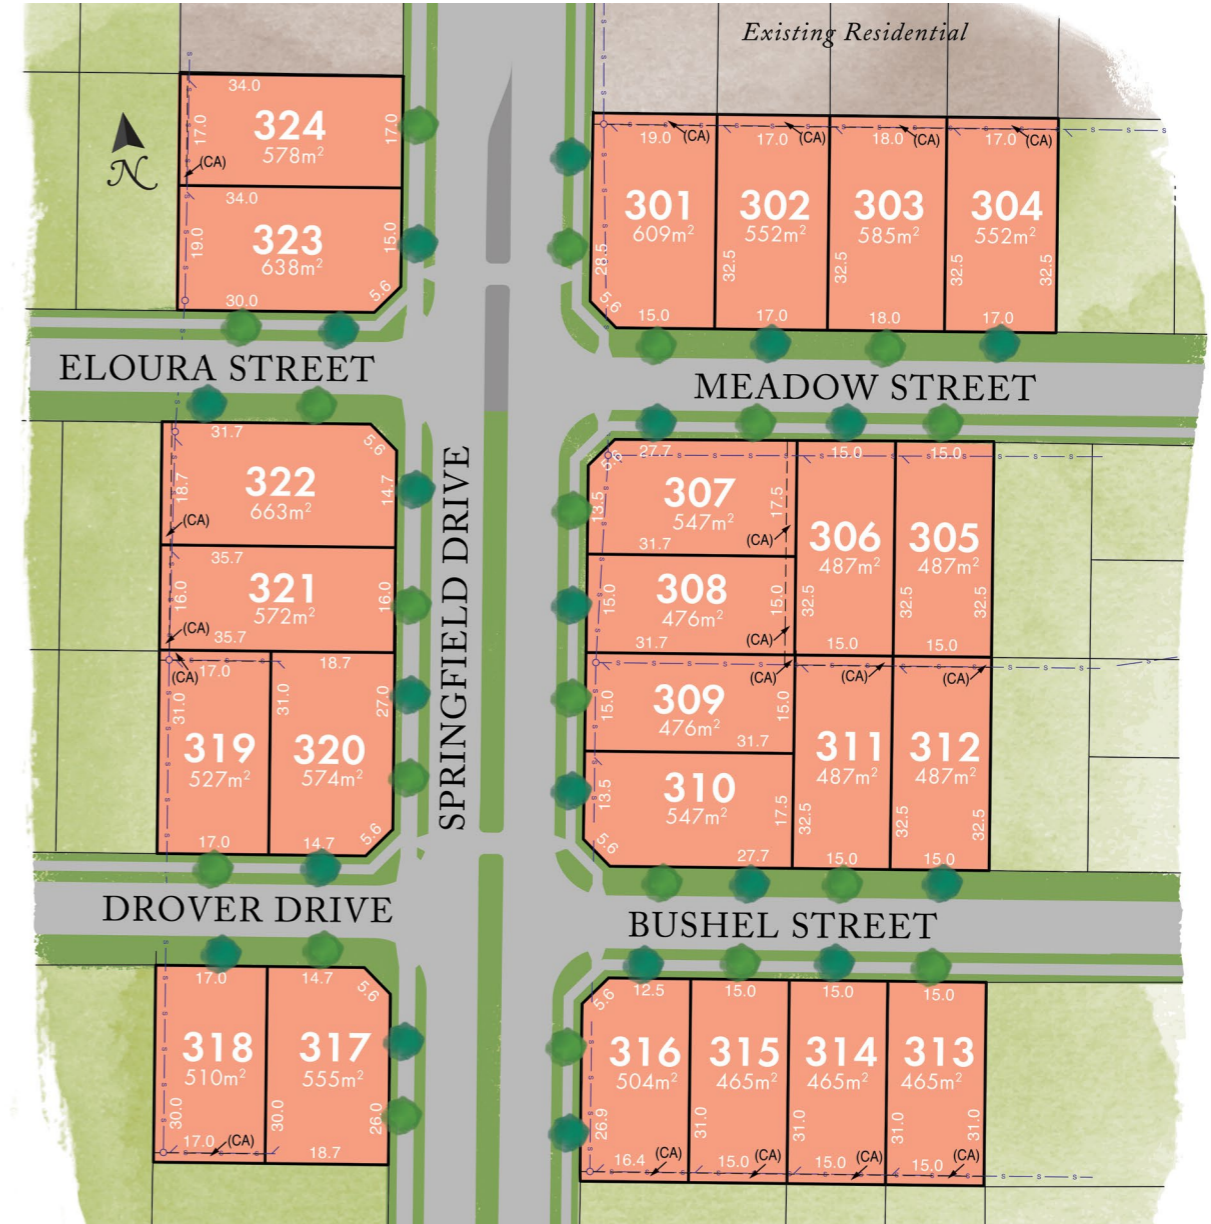 Existing Residential
N
34.0
17.0
324
578m²
17.0
(CA)
34.0
19.0
323
638m²
15.0
30.0
5.6
19.0
(CA)
301
609m²
28.5
5.6
15.0
17.0
(CA)
302
552m²
32.5
17.0
18.0
(CA)
303
585m²
32.5
18.0
17.0
(CA)
304
552m²
32.5
32.5
17.0
ELOURA STREET
MEADOW STREET
SPRINGFIELD DRIVE
31.7
5.6
18.7
322
663m²
14.7
(CA)
35.7
16.0
321
572m²
16.0
(CA)
35.7
(CA)
17.0
31.0
319
527m²
17.0
18.7
31.0
27.0
320
574m²
14.7
5.6
27.7
5.6
13.5
307
547m²
17.5
31.7
(CA)
308
476m²
15.0
15.0
31.7
(CA)
15.0
306
487m²
32.5
15.0
15.0
305
487m²
32.5
32.5
15.0
(CA)
309
476m²
15.0
15.0
31.7
310
547m²
13.5
17.5
5.6
27.7
(CA)
311
487m²
32.5
15.0
(CA)
312
487m²
32.5
32.5
15.0
DROVER DRIVE
BUSHEL STREET
17.0
318
510m²
30.0
17.0
(CA)
14.7
5.6
317
555m²
30.0
26.0
18.7
12.5
5.6
316
504m²
26.9
16.4
(CA)
15.0
315
465m²
31.0
15.0
(CA)
15.0
314
465m²
31.0
15.0
(CA)
15.0
313
465m²
31.0
31.0
15.0
(CA)